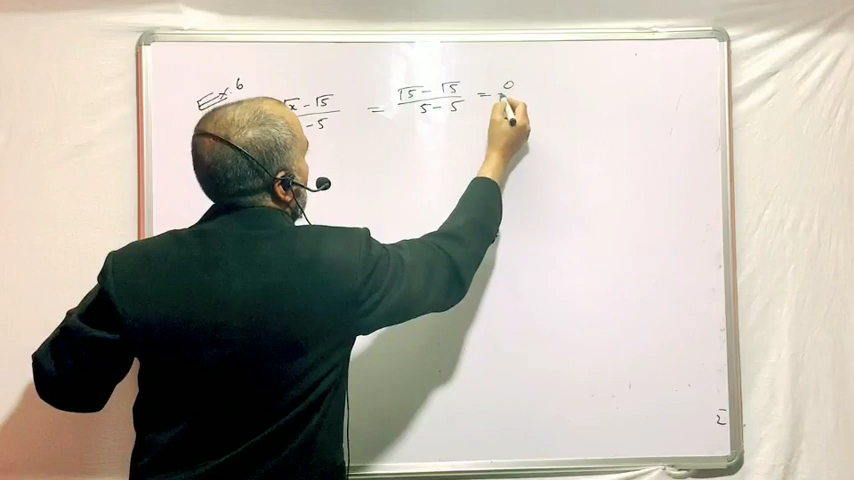 Ex. 6
√x - √5 / - 5 = √5 - √5 / 5 - 5 = 0